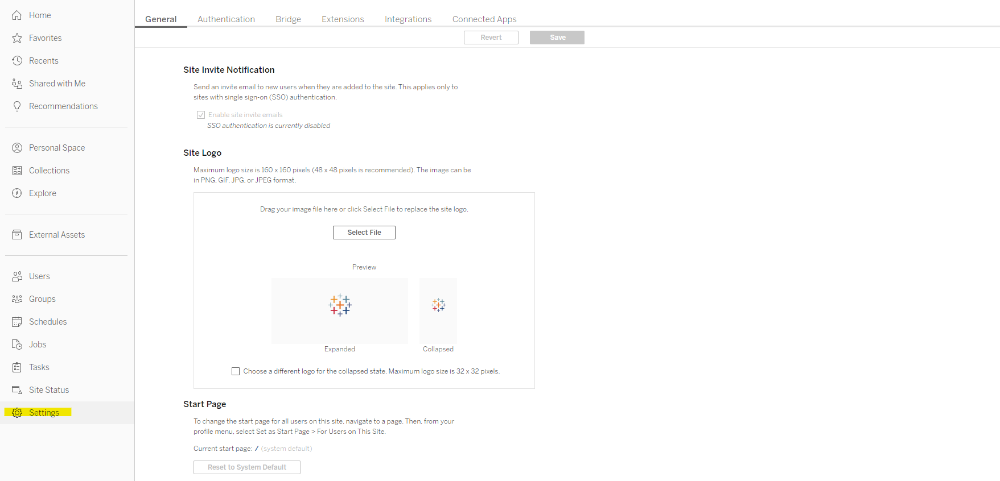 Home
Favorites
Recents
Shared with Me
Recommendations
Personal Space
Collections
Explore
External Assets
Users
Groups
Schedules
Jobs
Tasks
Site Status
Settings
General Authentication Bridge Extensions Integrations Connected Apps
Revert Save
Site Invite Notification
Send an invite email to new users when they are added to the site. This applies only to
sites with single sign-on (SSO) authentication.
Enable site invite emails
SSO authentication is currently disabled
Site Logo
Maximum logo size is 160 x 160 pixels (48 x 48 pixels is recommended). The image can be
in PNG, GIF, JPG, or JPEG format.
Drag your image file here or click Select File to replace the site logo.
Select File
Preview
Expanded Collapsed
Choose a different logo for the collapsed state. Maximum logo size is 32 x 32 pixels.
Start Page
To change the start page for all users on this site, navigate to a page. Then, from your
profile menu, select Set as Start Page > For Users on This Site.
Current start page: / (system default)
Reset to System Default